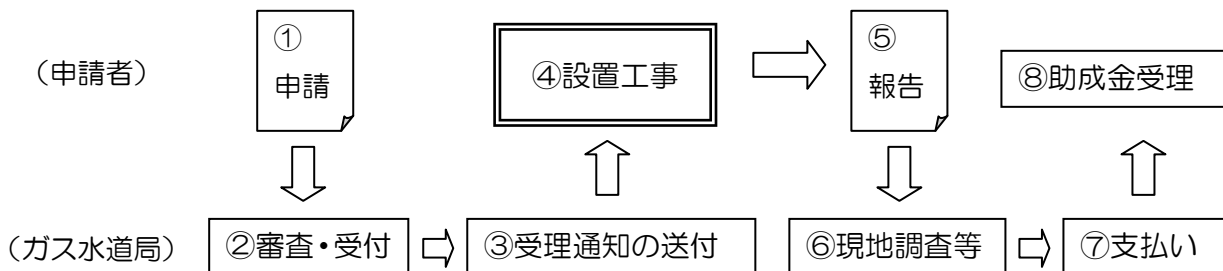 （申請者）
①
申請
④設置工事
⑤
報告
⑧助成金受理
（ガス水道局）
②審査・受付
③受理通知の送付
⑥現地調査等
⑦支払い